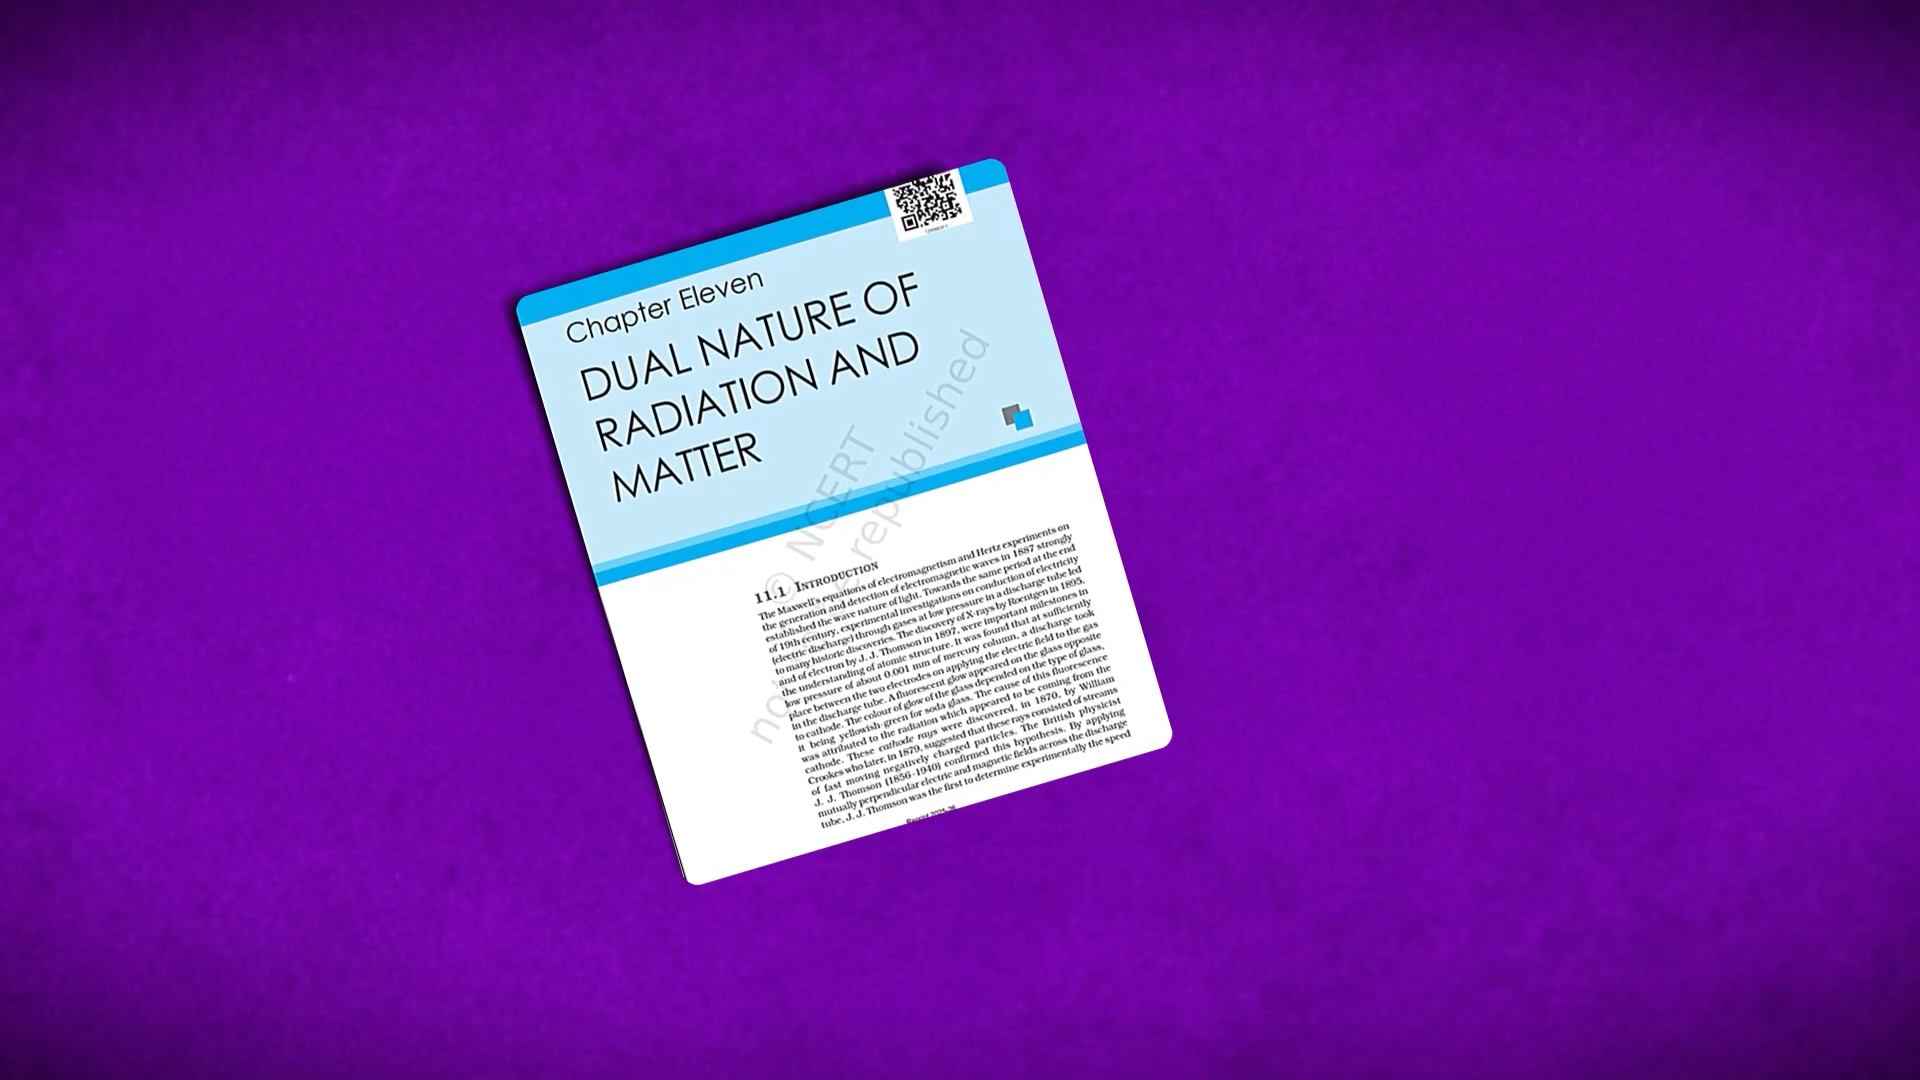 Chapter Eleven
DUAL NATURE OF
RADIATION AND
MATTER
© NCERT
republished
11.1 INTRODUCTION
The Maxwell's equations of electromagnetism and Hertz experiments on
the generation and detection of electromagnetic waves in 1887 strongly
established the wave nature of light. Towards the same period at the end
of 19th century, experimental investigations on conduction of electricity
(electric discharge) through gases at low pressure in a discharge tube led
to many historic discoveries. The discovery of X-rays by Roentgen in 1895,
and of electron by J. J. Thomson in 1897, were important milestones in
the understanding of atomic structure. It was found that at sufficiently
low pressure of about 0.001 mm of mercury column, a discharge took
place between the two electrodes on applying the electric field to the gas
in the discharge tube. A fluorescent glow appeared on the glass opposite
to cathode. The colour of glow of the glass depended on the type of glass,
it being yellowish-green for soda glass. The cause of this fluorescence
was attributed to the radiation which appeared to be coming from the
cathode. These cathode rays were discovered, in 1870, by William
Crookes who later, in 1879, suggested that these rays consisted of streams
of fast moving negatively charged particles. The British physicist
J. J. Thomson (1856-1940) confirmed this hypothesis. By applying
mutually perpendicular electric and magnetic fields across the discharge
tube, J. J. Thomson was the first to determine experimentally the speed